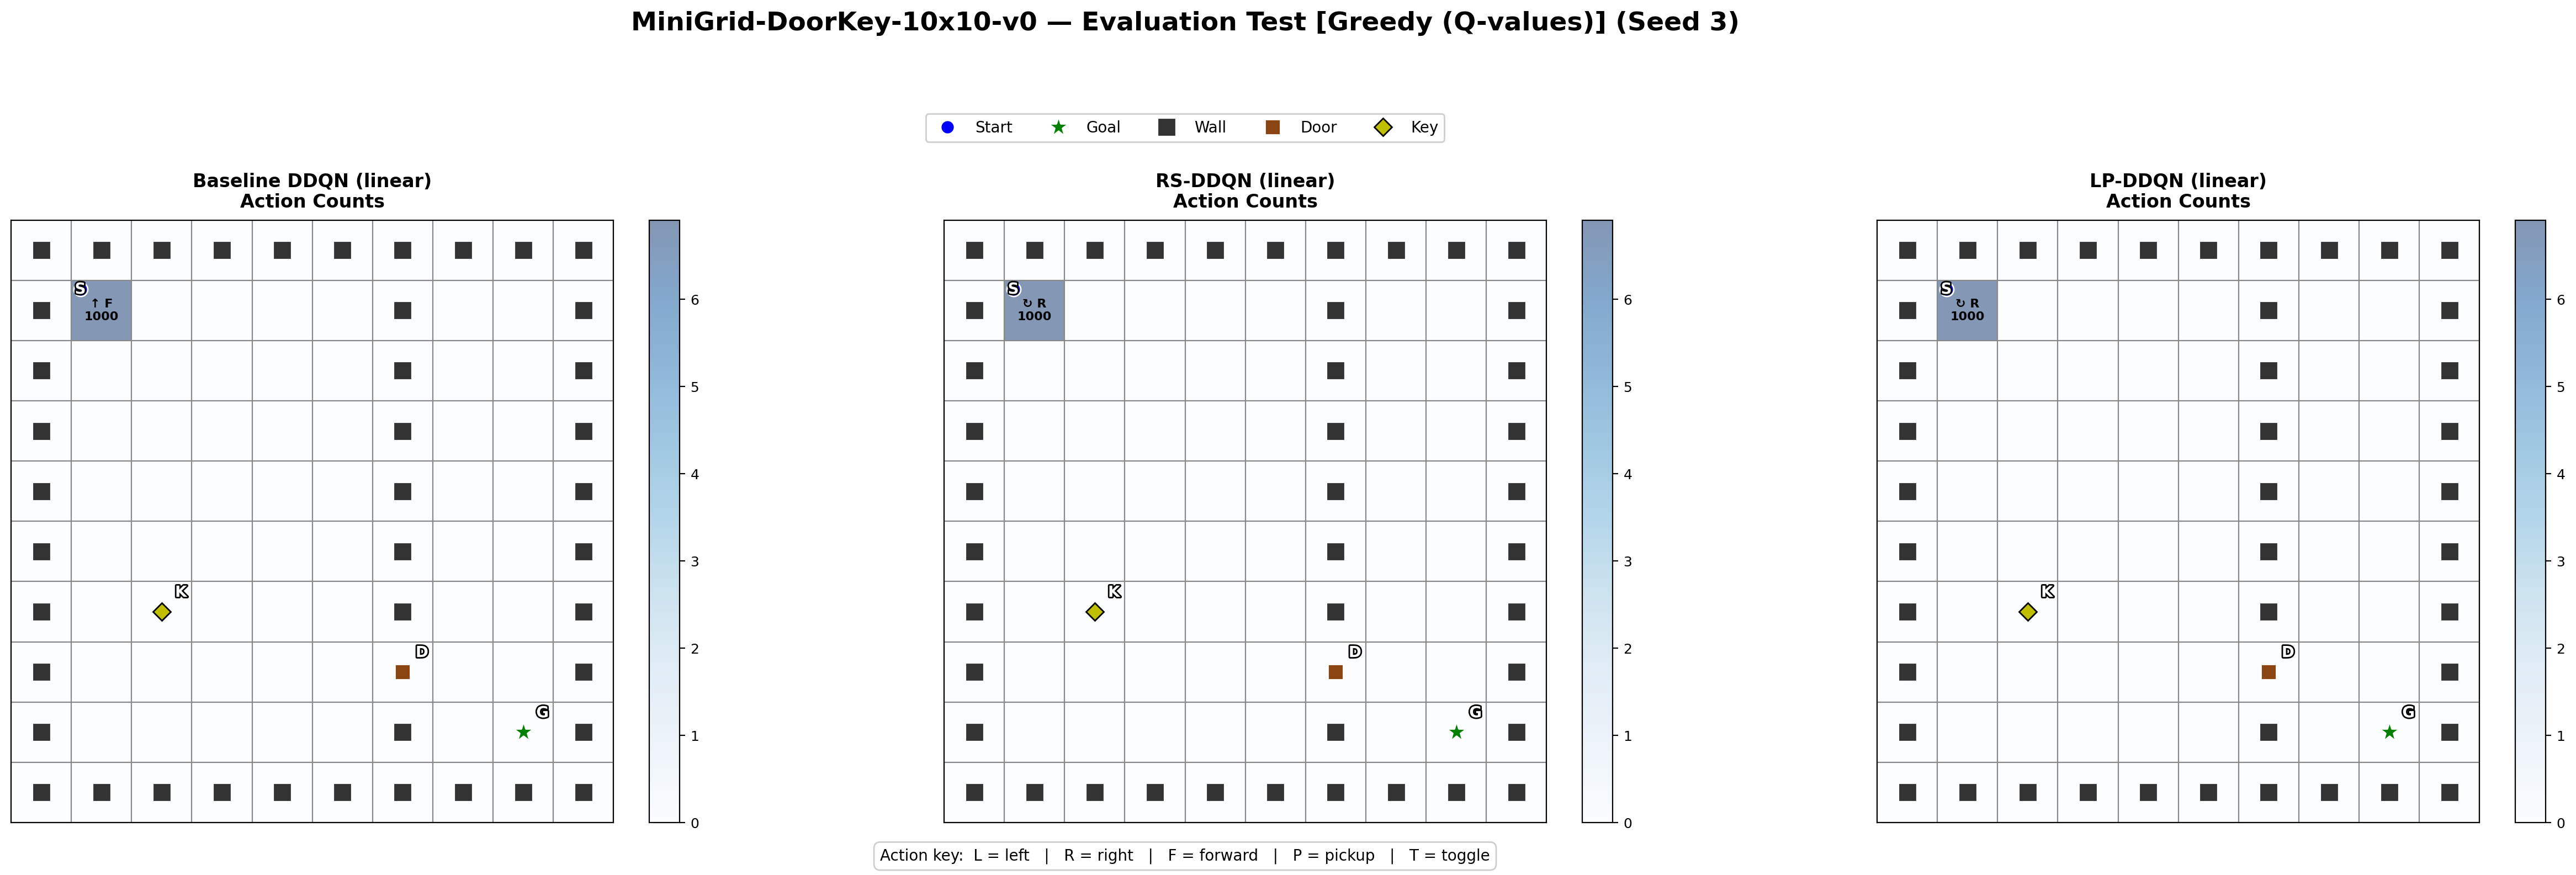 MiniGrid-DoorKey-10x10-v0 — Evaluation Test [Greedy (Q-values)] (Seed 3)
Start Goal Wall Door Key
Baseline DDQN (linear)
Action Counts
S
↑ F
1000
K
D
G
6
5
4
3
2
1
0
RS-DDQN (linear)
Action Counts
S
↻ R
1000
K
D
G
6
5
4
3
2
1
0
LP-DDQN (linear)
Action Counts
S
↻ R
1000
K
D
G
6
5
4
3
2
1
0
Action key: L = left | R = right | F = forward | P = pickup | T = toggle